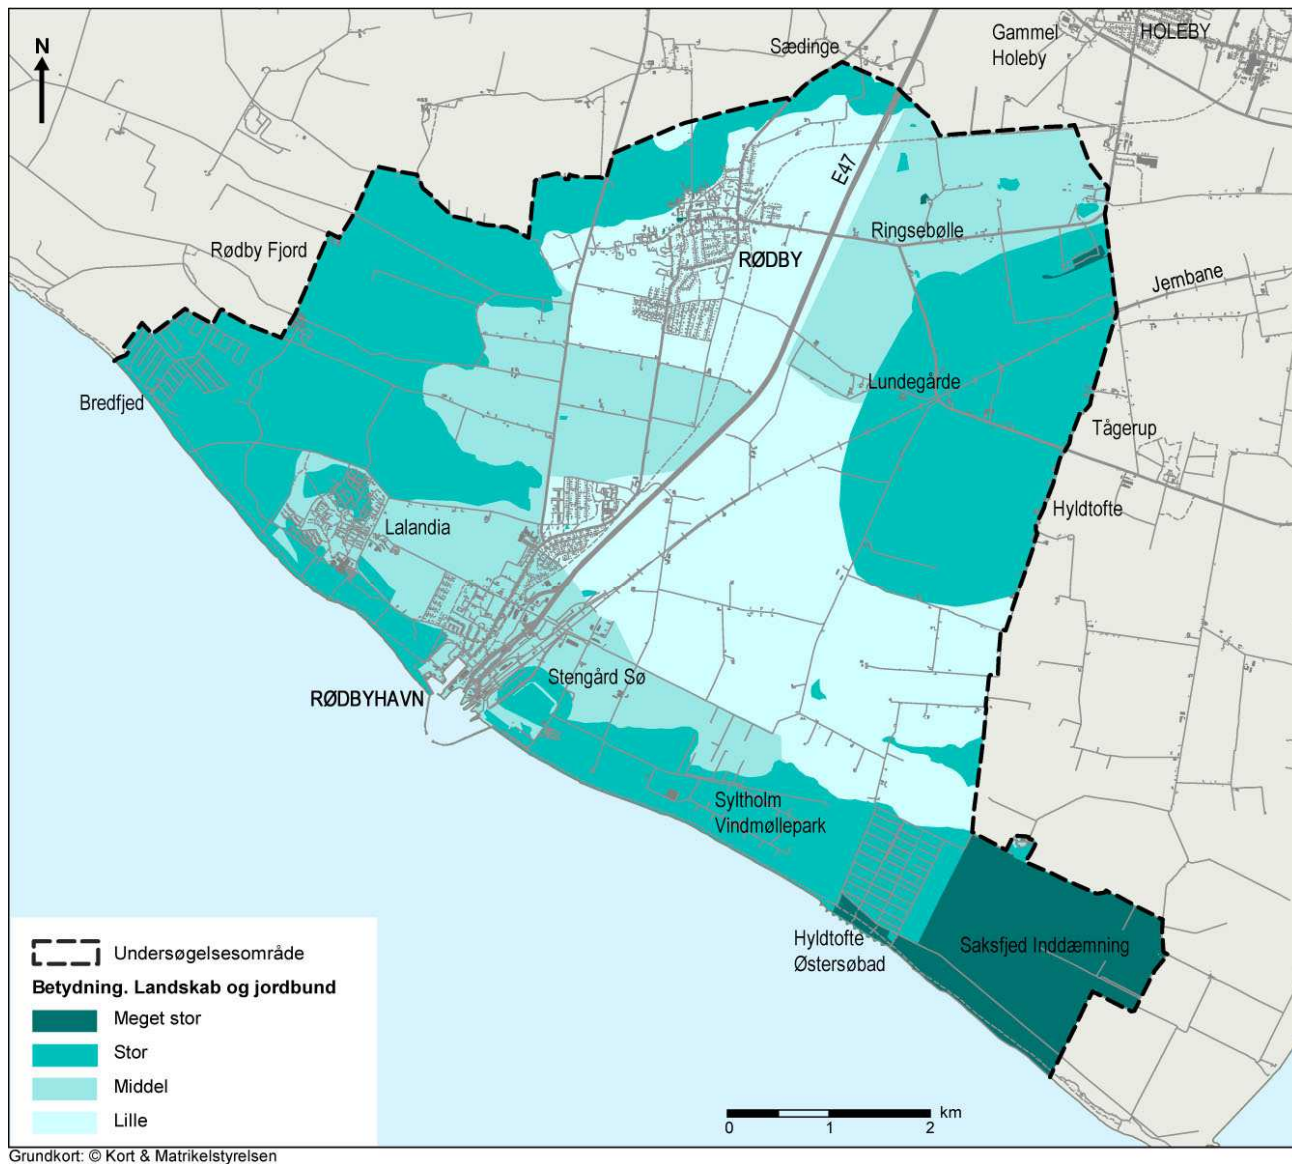 N
Sædinge
Gammel
Holeby
HOLEBY
E47
Rødby Fjord
RØDBY
Ringsebølle
Jernbane
Bredfjed
Lundegårde
Tågerup
Lalandia
Hyldtofte
Stengård Sø
RØDBYHAVN
Syltholm
Vindmøllepark
Hyldtofte
Østersøbad
Saksfjed Inddæmning
Undersøgelsesområde
Betydning. Landskab og jordbund
Meget stor
Stor
Middel
Lille
km
0 1 2
Grundkort: © Kort & Matrikelstyrelsen